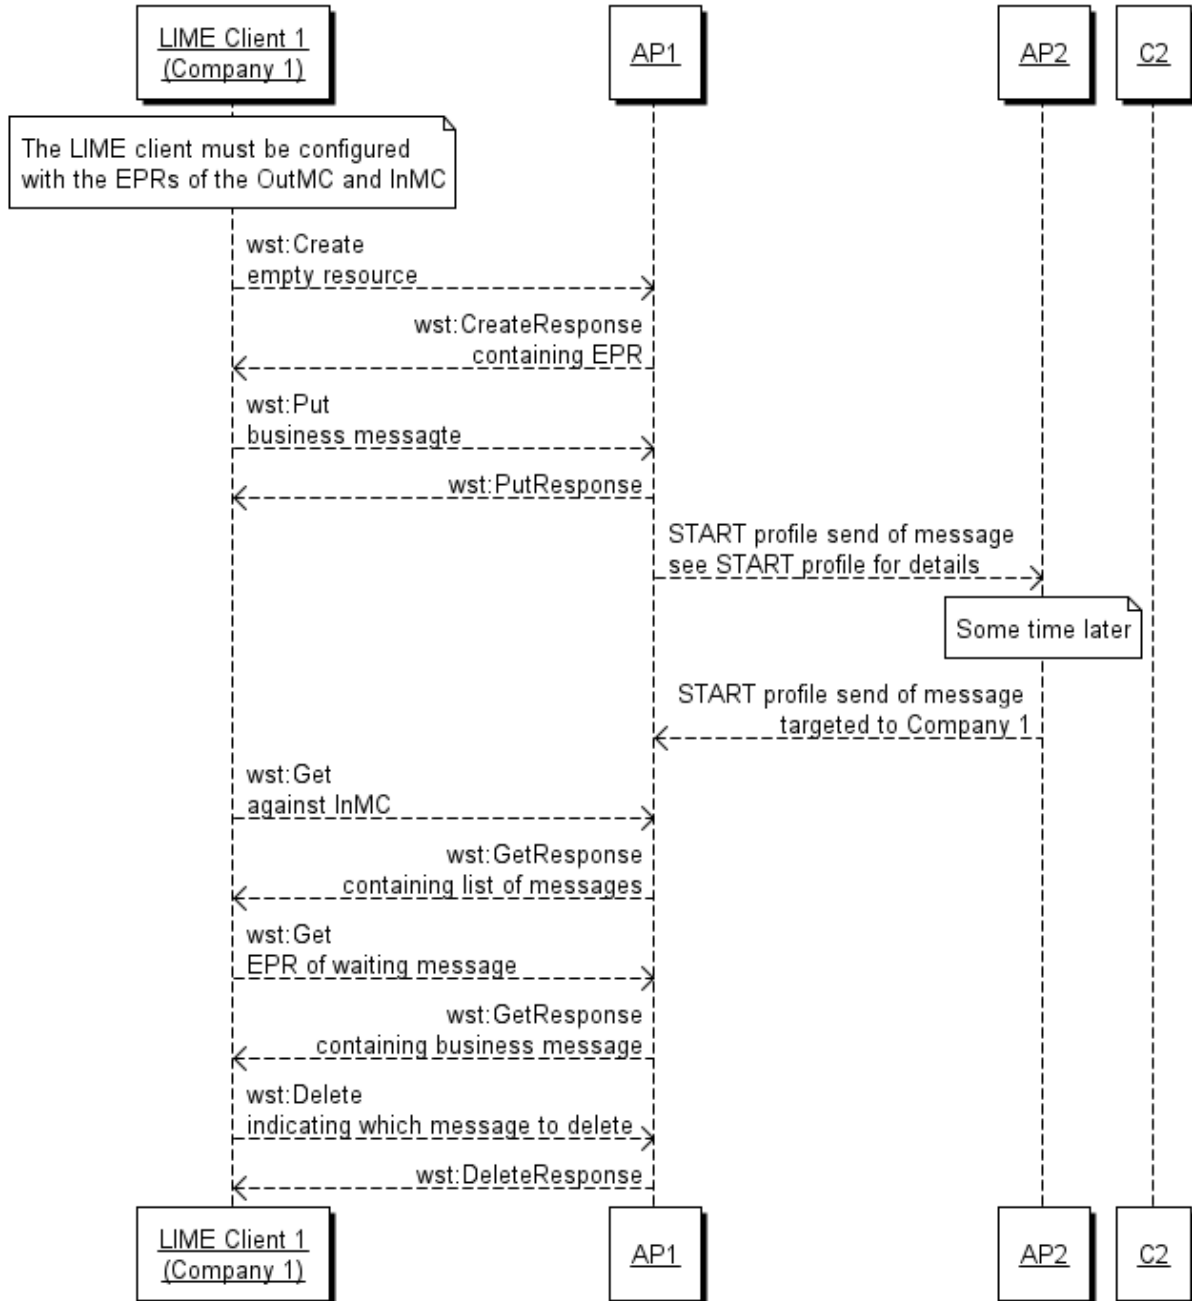 LIME Client 1
(Company 1)
AP1
AP2
C2
The LIME client must be configured
with the EPRs of the OutMC and InMC
wst:Create
empty resource
wst:CreateResponse
containing EPR
wst:Put
business messagte
wst:PutResponse
START profile send of message
see START profile for details
Some time later
START profile send of message
targeted to Company 1
wst:Get
against InMC
wst:GetResponse
containing list of messages
wst:Get
EPR of waiting message
wst:GetResponse
containing business message
wst:Delete
indicating which message to delete
wst:DeleteResponse
LIME Client 1
(Company 1)
AP1
AP2
C2